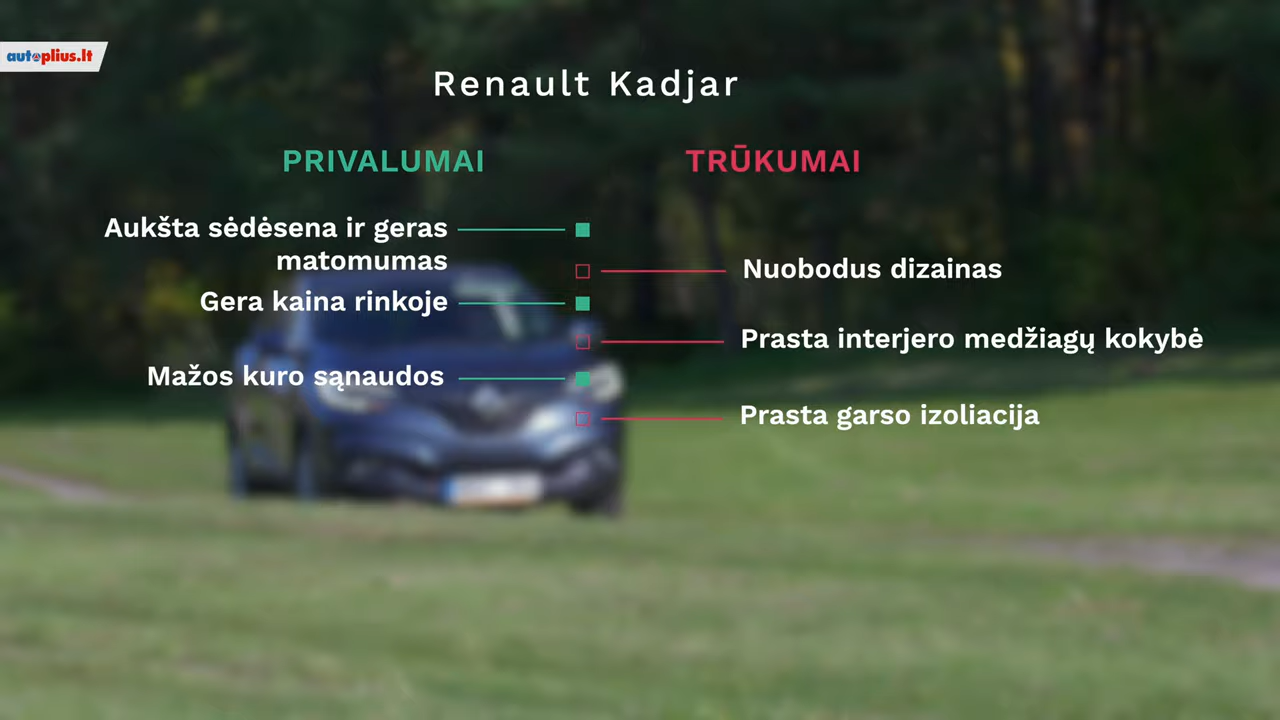 autoplius.lt
Renault Kadjar
PRIVALUMAI
Aukšta sėdėsena ir geras
matomumas
Gera kaina rinkoje
Mažos kuro sąnaudos
TRŪKUMAI
Nuobodus dizainas
Prasta interjero medžiagų kokybė
Prasta garso izoliacija